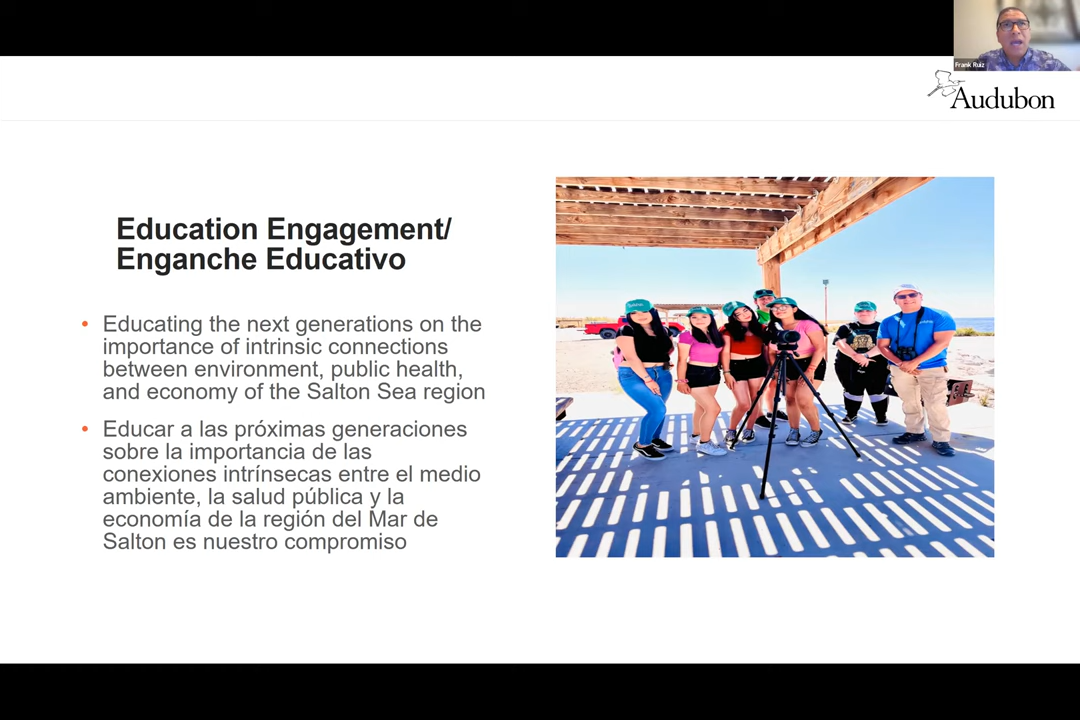 Frank Ruiz
Audubon
Education Engagement/
Enganche Educativo
• Educating the next generations on the
importance of intrinsic connections
between environment, public health,
and economy of the Salton Sea region
• Educar a las próximas generaciones
sobre la importancia de las
conexiones intrínsecas entre el medio
ambiente, la salud pública y la
economía de la región del Mar de
Salton es nuestro compromiso